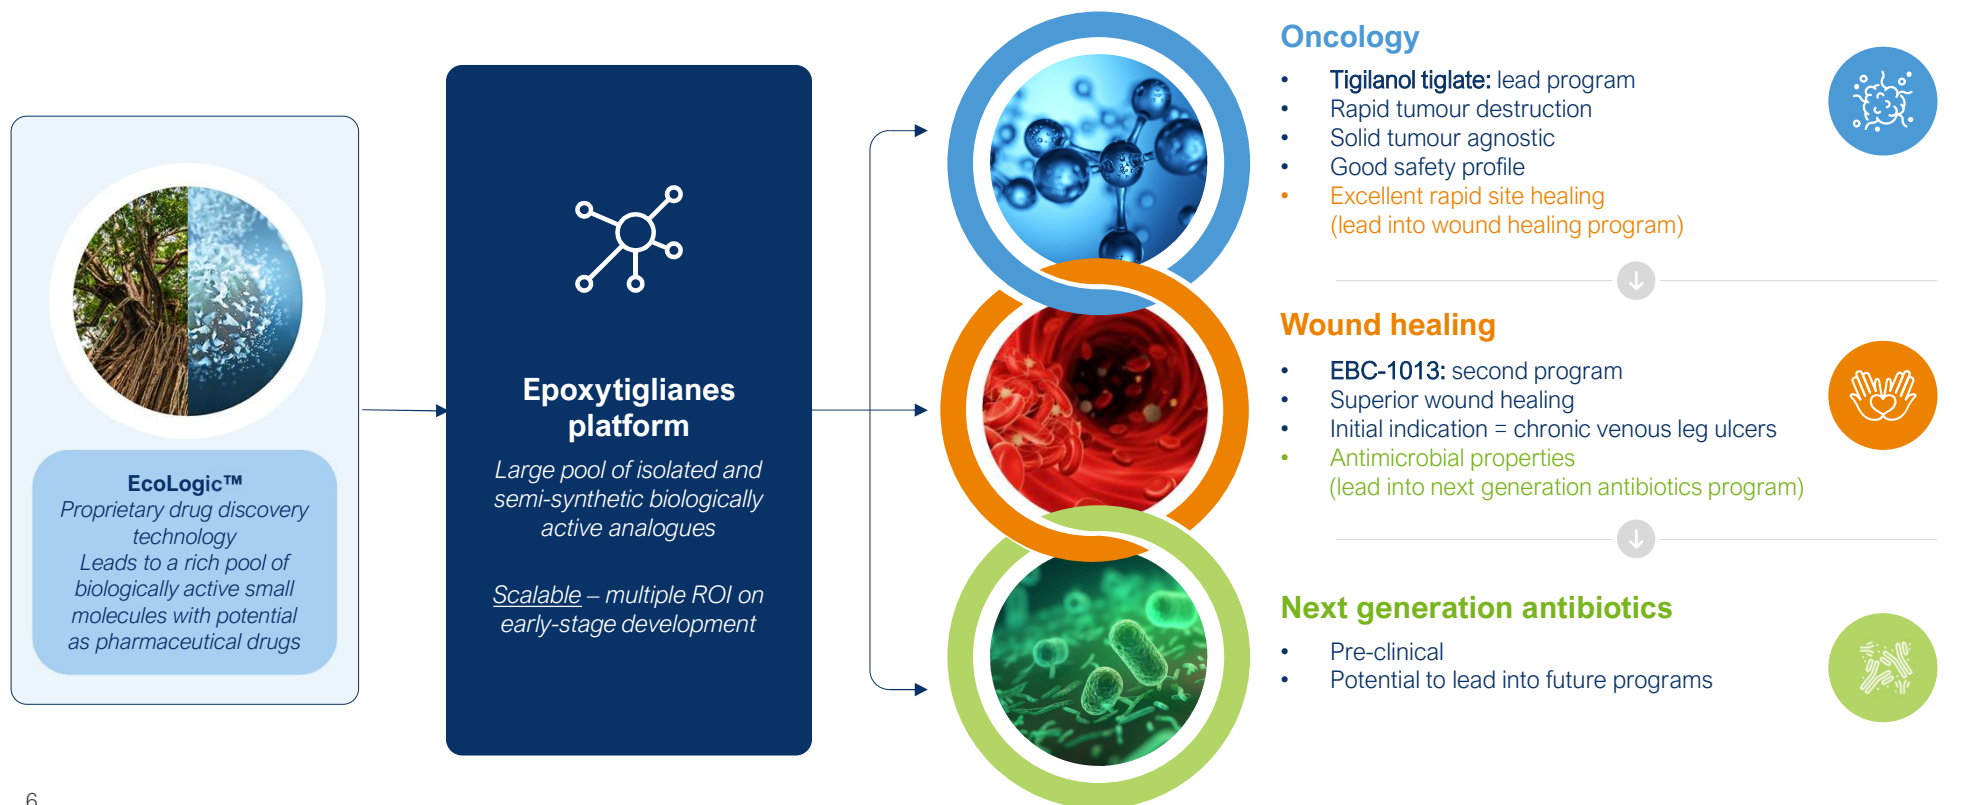 EcoLogic™
Proprietary drug discovery
technology
Leads to a rich pool of
biologically active small
molecules with potential
as pharmaceutical drugs
Epoxytiglianes
platform
Large pool of isolated and
semi-synthetic biologically
active analogues
Scalable – multiple ROI on
early-stage development
Oncology
• Tigilanol tiglate: lead program
• Rapid tumour destruction
• Solid tumour agnostic
• Good safety profile
• Excellent rapid site healing
(lead into wound healing program)
Wound healing
• EBC-1013: second program
• Superior wound healing
• Initial indication = chronic venous leg ulcers
• Antimicrobial properties
(lead into next generation antibiotics program)
Next generation antibiotics
• Pre-clinical
• Potential to lead into future programs
6